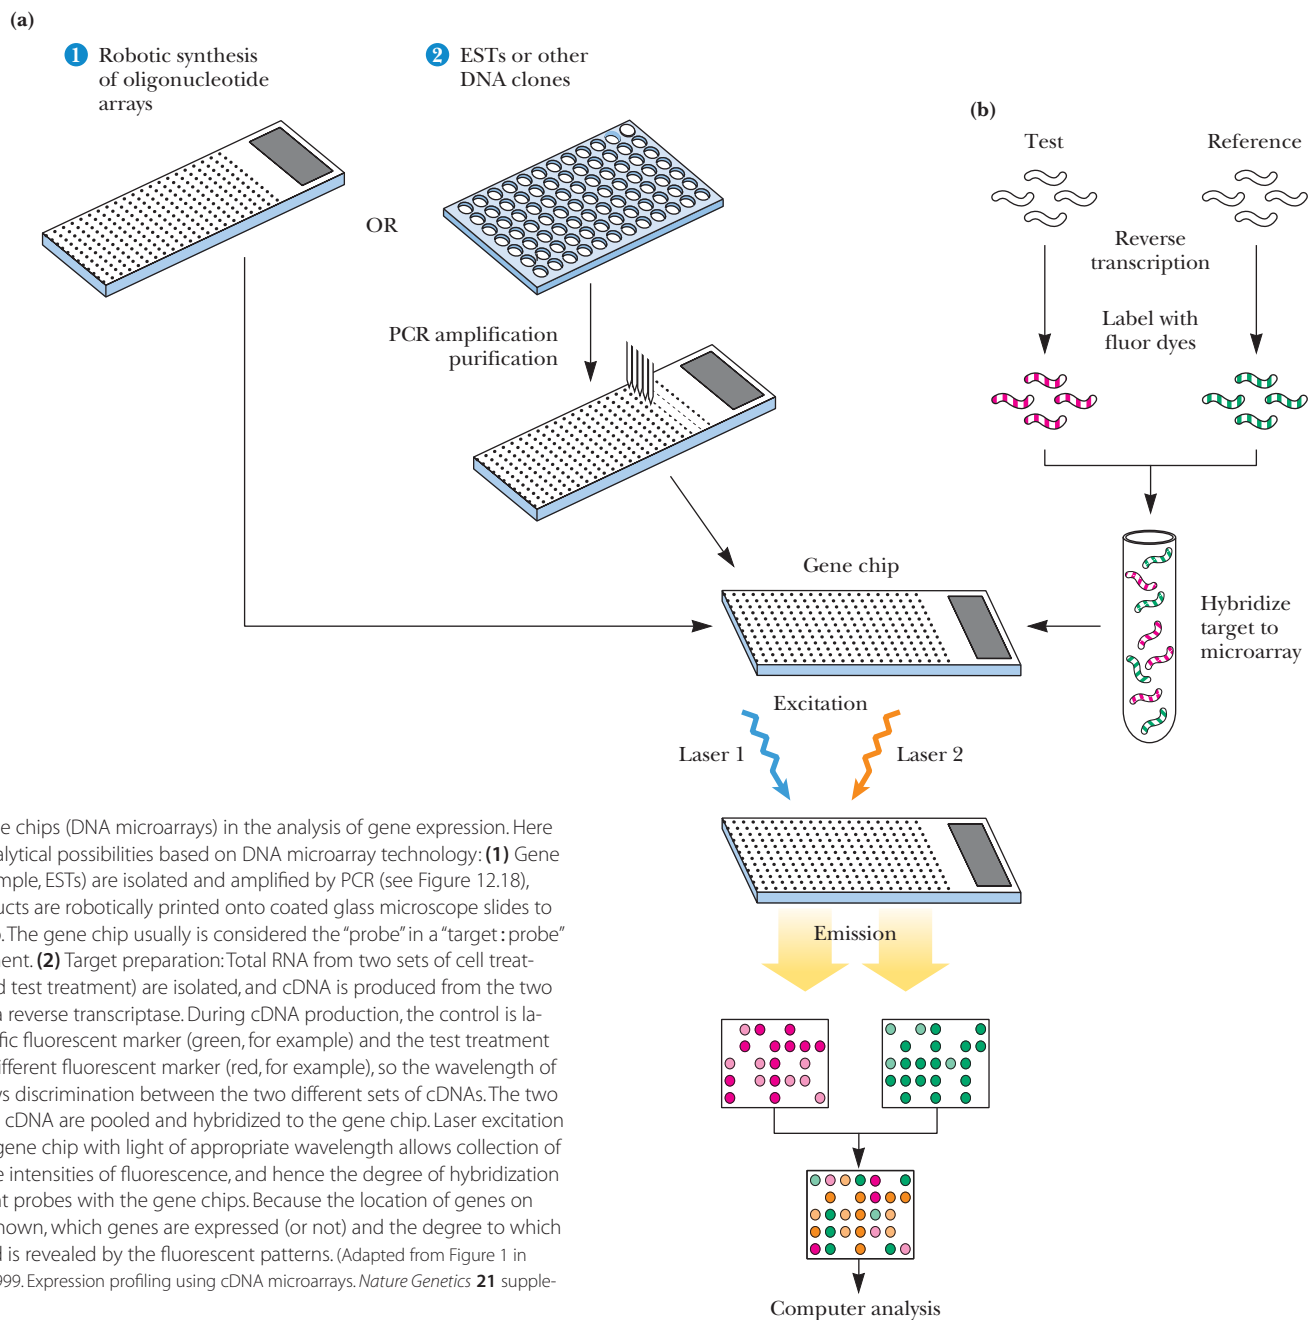 (a)
1 Robotic synthesis
of oligonucleotide
arrays
2 ESTs or other
DNA clones
OR
PCR amplification
purification
(b)
Test
Reference
Reverse
transcription
Label with
fluor dyes
Hybridize
target to
microarray
Gene chip
Excitation
Laser 1
Laser 2
Emission
Computer analysis
e chips (DNA microarrays) in the analysis of gene expression. Here
alytical possibilities based on DNA microarray technology: (1) Gene
mple, ESTs) are isolated and amplified by PCR (see Figure 12.18),
ucts are robotically printed onto coated glass microscope slides to
. The gene chip usually is considered the “probe” in a “target : probe”
ment. (2) Target preparation: Total RNA from two sets of cell treat-
d test treatment) are isolated, and cDNA is produced from the two
a reverse transcriptase. During cDNA production, the control is la-
fic fluorescent marker (green, for example) and the test treatment
ifferent fluorescent marker (red, for example), so the wavelength of
ws discrimination between the two different sets of cDNAs. The two
cDNA are pooled and hybridized to the gene chip. Laser excitation
gene chip with light of appropriate wavelength allows collection of
e intensities of fluorescence, and hence the degree of hybridization
nt probes with the gene chips. Because the location of genes on
nown, which genes are expressed (or not) and the degree to which
d is revealed by the fluorescent patterns. (Adapted from Figure 1 in
1999. Expression profiling using cDNA microarrays. Nature Genetics 21 supple-